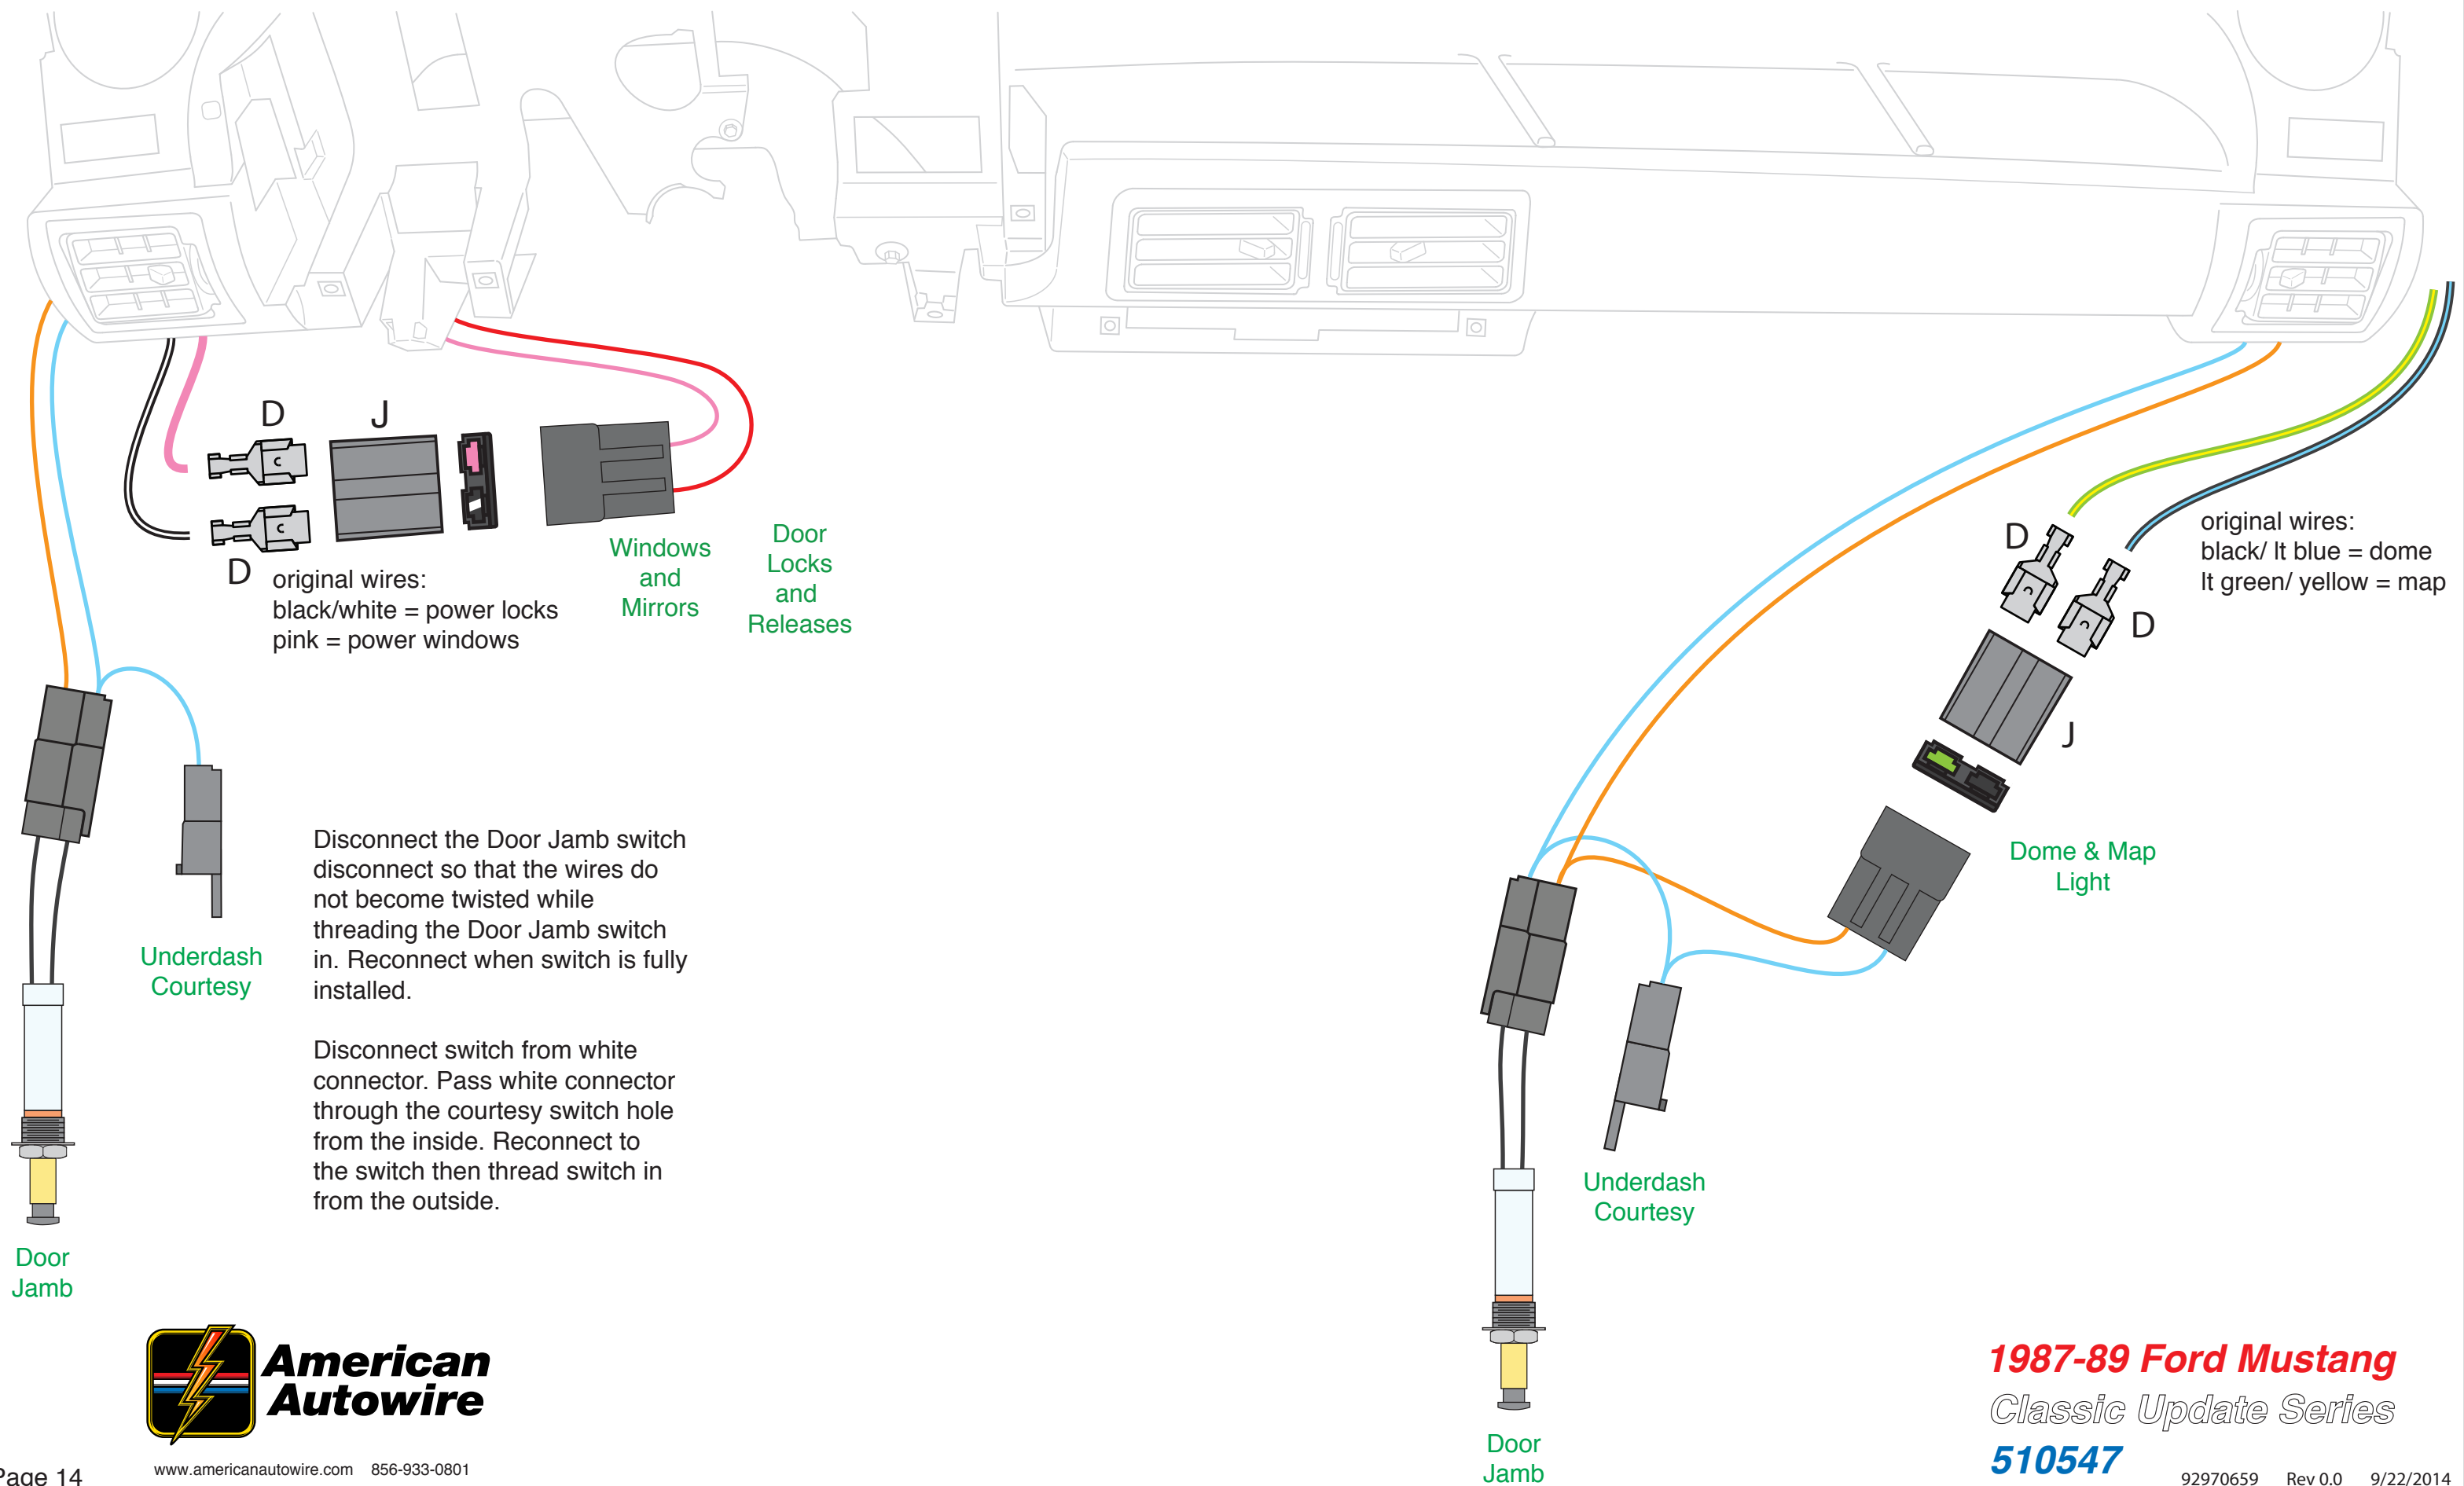 D
J
D
original wires:
black/white = power locks
pink = power windows
Windows
and
Mirrors
Door
Locks
and
Releases
D
original wires:
black/ lt blue = dome
lt green/ yellow = map
D
J
Dome & Map
Light
Underdash
Courtesy
Disconnect the Door Jamb switch
disconnect so that the wires do
not become twisted while
threading the Door Jamb switch
in. Reconnect when switch is fully
installed.
Disconnect switch from white
connector. Pass white connector
through the courtesy switch hole
from the inside. Reconnect to
the switch then thread switch in
from the outside.
Door
Jamb
Underdash
Courtesy
Door
Jamb
American
Autowire
www.americanautowire.com 856-933-0801
Page 14
1987-89 Ford Mustang
Classic Update Series
510547
92970659 Rev 0.0 9/22/2014